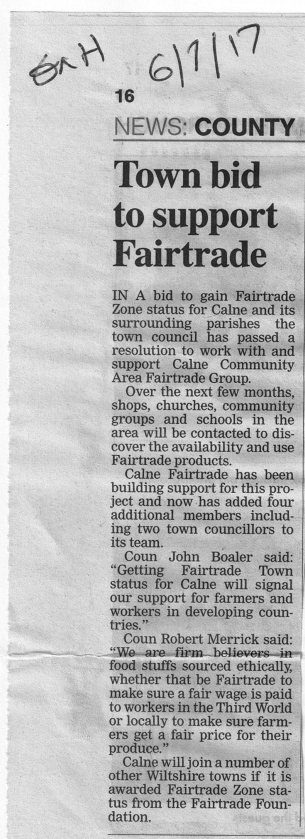 G&H
6/7/17
16
NEWS: COUNTY
Town bid
to support
Fairtrade
IN A bid to gain Fairtrade
Zone status for Calne and its
surrounding parishes the
town council has passed a
resolution to work with and
support Calne Community
Area Fairtrade Group.
Over the next few months,
shops, churches, community
groups and schools in the
area will be contacted to dis-
cover the availability and use
Fairtrade products.
Calne Fairtrade has been
building support for this pro-
ject and now has added four
additional members includ-
ing two town councillors to
its team.
Coun John Boaler said:
“Getting Fairtrade Town
status for Calne will signal
our support for farmers and
workers in developing coun-
tries.”
Coun Robert Merrick said:
“We are firm believers in
food stuffs sourced ethically,
whether that be Fairtrade to
make sure a fair wage is paid
to workers in the Third World
or locally to make sure farm-
ers get a fair price for their
produce.”
Calne will join a number of
other Wiltshire towns if it is
awarded Fairtrade Zone sta-
tus from the Fairtrade Foun-
dation.